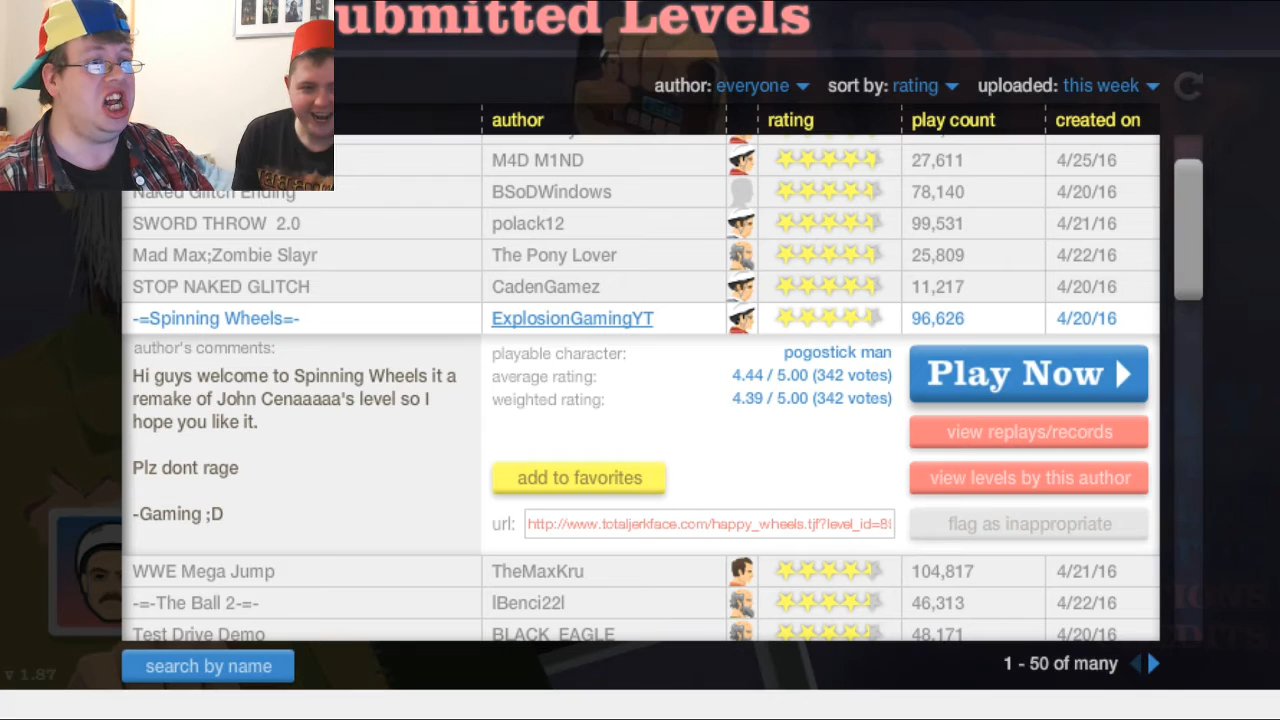 ubmitted Levels
author: everyone sort by: rating uploaded: this week
author rating play count created on
M4D M1ND 27,611 4/25/16
Naked Glitch Ending BSoDWindows 78,140 4/20/16
SWORD THROW 2.0 polack12 99,531 4/21/16
Mad Max;Zombie Slayr The Pony Lover 25,809 4/22/16
STOP NAKED GLITCH CadenGamez 11,217 4/20/16
-=Spinning Wheels=- ExplosionGamingYT 96,626 4/20/16
author's comments:
Hi guys welcome to Spinning Wheels it a
remake of John Cenaaaaa's level so I
hope you like it.
Plz dont rage
-Gaming ;D
playable character: pogostick man
average rating: 4.44 / 5.00 (342 votes)
weighted rating: 4.39 / 5.00 (342 votes)
add to favorites
url: http://www.totaljerkface.com/happy_wheels.tjf?level_id=8
Play Now
view replays/records
view levels by this author
flag as inappropriate
WWE Mega Jump TheMaxKru 104,817 4/21/16
-=-The Ball 2-=- lBenci22l 46,313 4/22/16
Test Drive Demo BLACK_EAGLE 48,171 4/20/16
search by name 1 - 50 of many
v 1.87